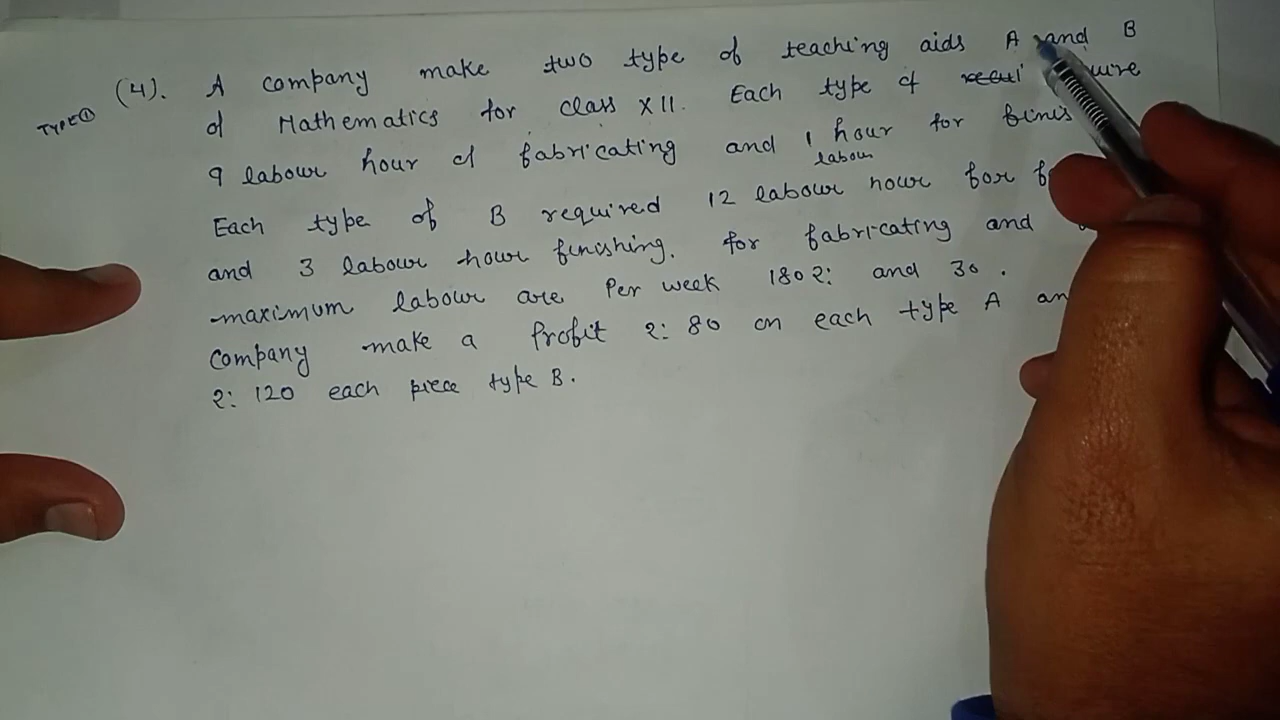 TYPE①
(4). A company make two type of teaching aids A and B
of Mathematics for class XII. Each type of
9 labour hour of fabricating and 1 labour hour for
Each type of B required 12 labour hour for
and 3 labour hour finishing. for fabricating and
maximum labour are Per week 180 and 30.
company make a Profit 80 on each type A
120 each piece type B.